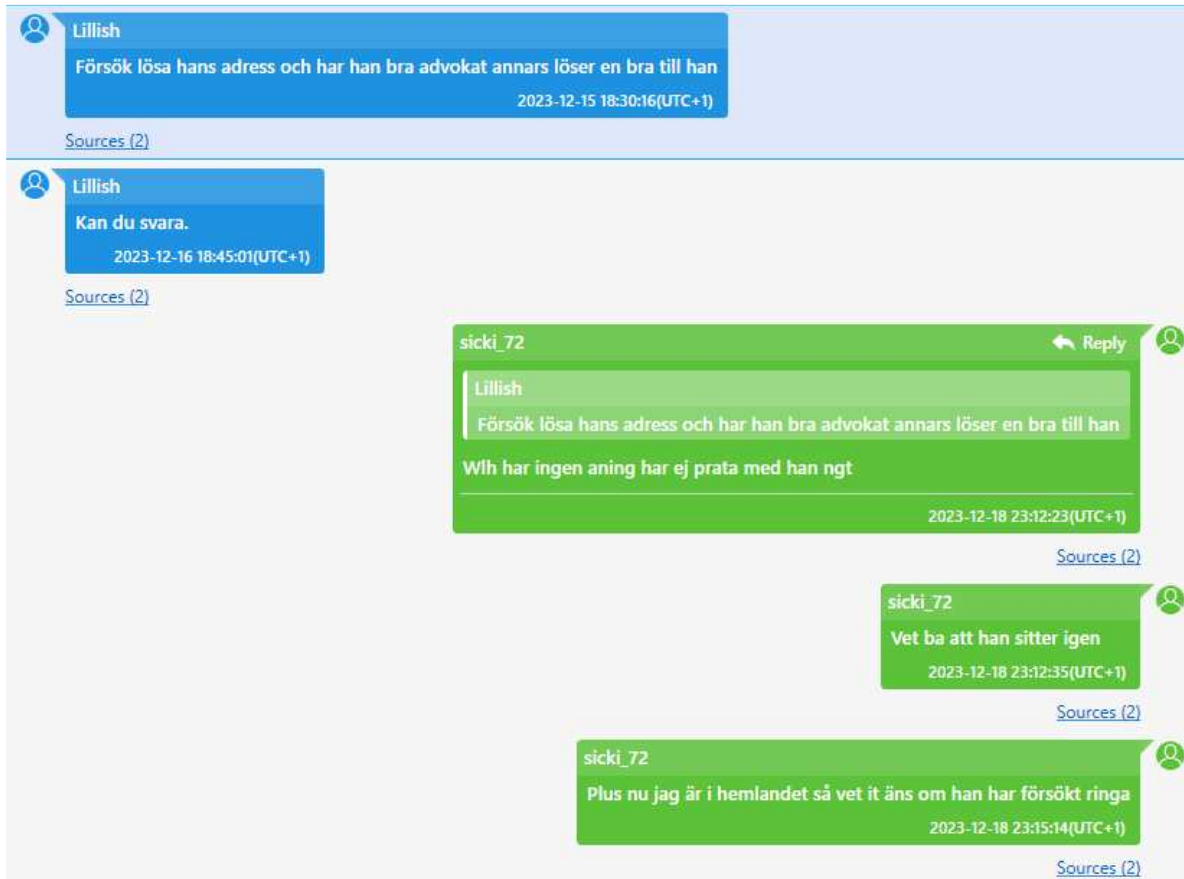 Lillish
Försök lösa hans adress och har han bra advokat annars löser en bra till han
2023-12-15 18:30:16(UTC+1)
Sources (2)
Lillish
Kan du svara.
2023-12-16 18:45:01(UTC+1)
Sources (2)
sicki_72 Reply
Lillish
Försök lösa hans adress och har han bra advokat annars löser en bra till han
Wlh har ingen aning har ej prata med han ngt
2023-12-18 23:12:23(UTC+1)
Sources (2)
sicki_72
Vet ba att han sitter igen
2023-12-18 23:12:35(UTC+1)
Sources (2)
sicki_72
Plus nu jag är i hemlandet så vet it äns om han har försökt ringa
2023-12-18 23:15:14(UTC+1)
Sources (2)